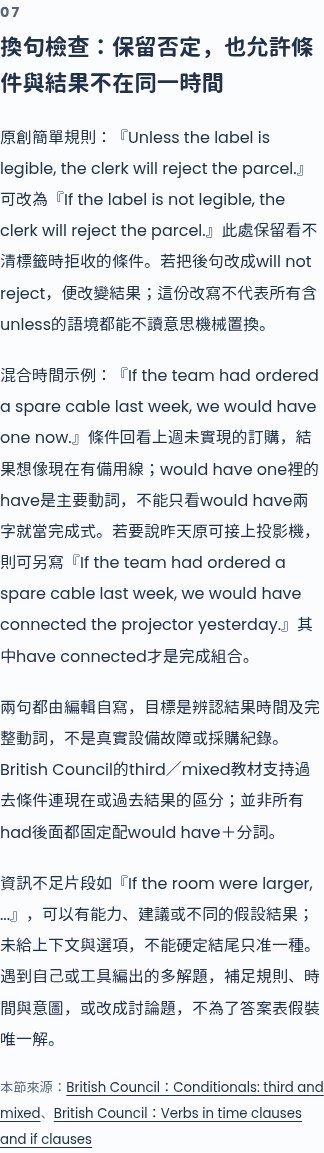 07
換句檢查：保留否定，也允許條
件與結果不在同一時間
原創簡單規則：『Unless the label is
legible, the clerk will reject the parcel.』
可改為『If the label is not legible, the
clerk will reject the parcel.』此處保留看不
清標籤時拒收的條件。若把後句改成will not
reject，便改變結果；這份改寫不代表所有含
unless的語境都能不讀意思機械置換。
混合時間示例：『If the team had ordered
a spare cable last week, we would have
one now.』條件回看上週未實現的訂購，結
果想像現在有備用線；would have one裡的
have是主要動詞，不能只看would have兩
字就當完成式。若要說昨天原可接上投影機，
則可另寫『If the team had ordered a
spare cable last week, we would have
connected the projector yesterday.』其
中have connected才是完成組合。
兩句都由編輯自寫，目標是辨認結果時間及完
整動詞，不是真實設備故障或採購紀錄。
British Council的third／mixed教材支持過
去條件連現在或過去結果的區分；並非所有
had後面都固定配would have＋分詞。
資訊不足片段如『If the room were larger,
…』，可以有能力、建議或不同的假設結果；
未給上下文與選項，不能硬定結尾只准一種。
遇到自己或工具編出的多解題，補足規則、時
間與意圖，或改成討論題，不為了答案表假裝
唯一解。
本節來源：British Council：Conditionals: third and
mixed、British Council：Verbs in time clauses
and if clauses